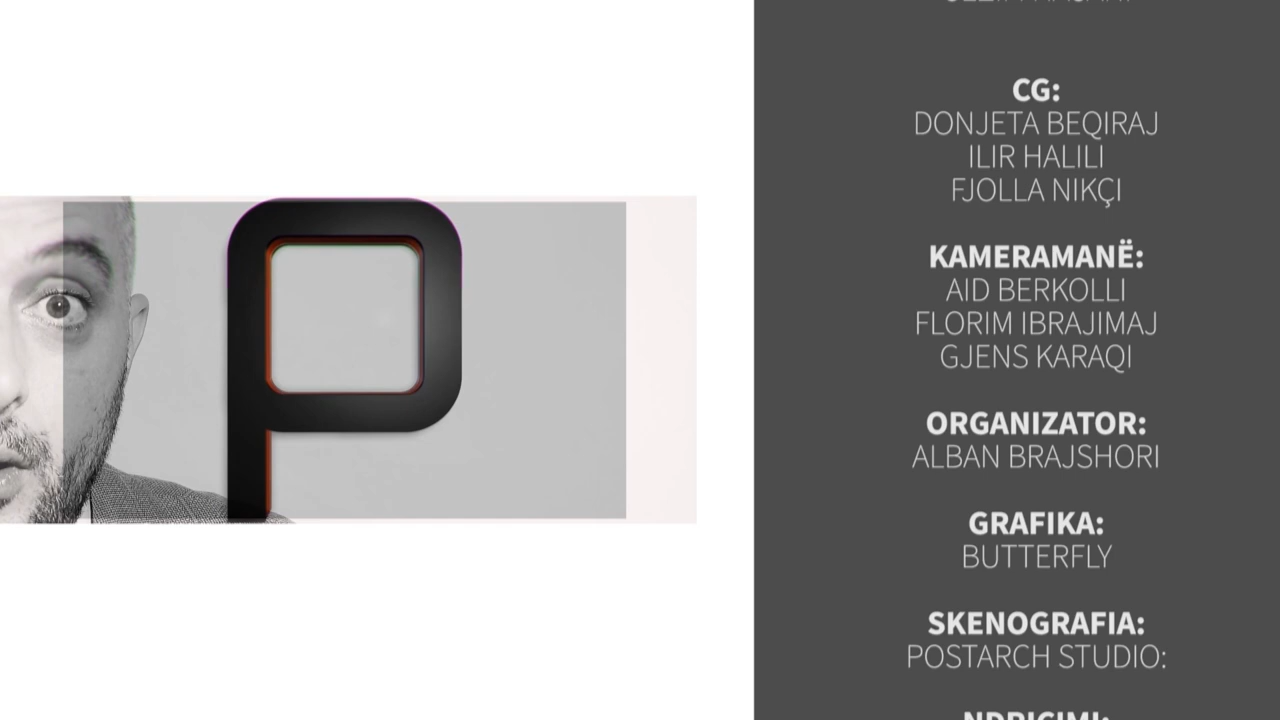 P
CG:
DONJETA BEQIRAJ
ILIR HALILI
FJOLLA NIKÇI
KAMERAMANË:
AID BERKOLLI
FLORIM IBRAJIMAJ
GJENS KARAQI
ORGANIZATOR:
ALBAN BRAJSHORI
GRAFIKA:
BUTTERFLY
SKENOGRAFIA:
POSTARCH STUDIO: